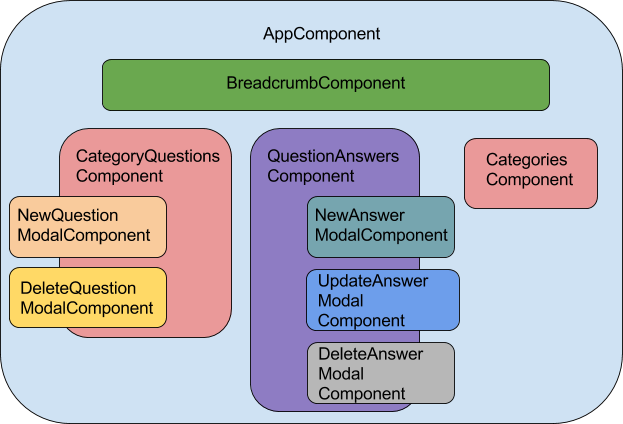 AppComponent
BreadcrumbComponent
CategoryQuestions
Component
NewQuestion
ModalComponent
DeleteQuestion
ModalComponent
QuestionAnswers
Component
NewAnswer
ModalComponent
UpdateAnswer
Modal
Component
DeleteAnswer
Modal
Component
Categories
Component